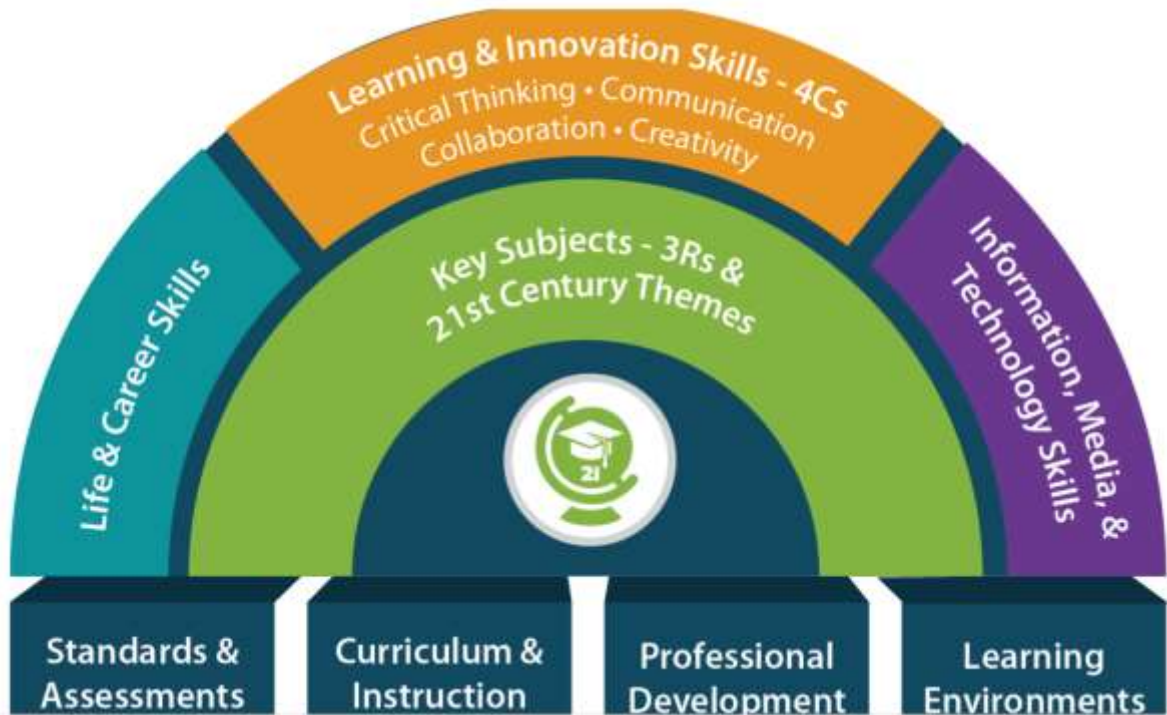 Learning & Innovation Skills - 4Cs
Critical Thinking • Communication
Collaboration • Creativity
Life & Career Skills
Key Subjects - 3Rs &
21st Century Themes
Information, Media, &
Technology Skills
21
Standards &
Assessments
Curriculum &
Instruction
Professional
Development
Learning
Environments